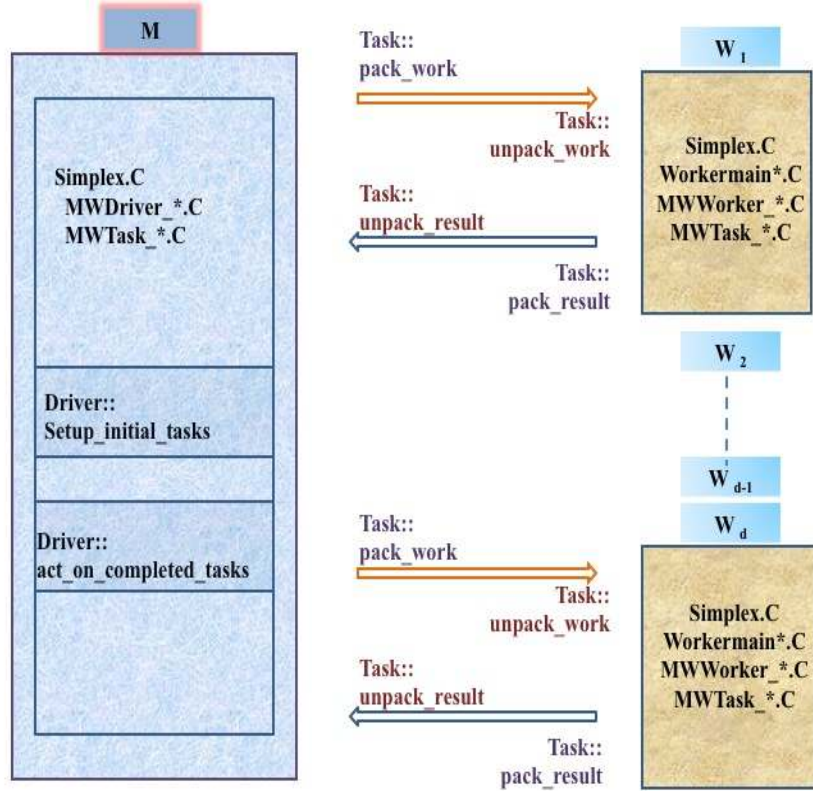 M
Simplex.C
MWDriver_*.C
MWTask_*.C
Driver::
Setup_initial_tasks
Driver::
act_on_completed_tasks
Task::
pack_work
Task::
unpack_work
Task::
unpack_result
Task::
pack_result
W 1
Simplex.C
Workermain*.C
MWWorker_*.C
MWTask_*.C
W 2
W d-1
W d
Task::
pack_work
Task::
unpack_work
Task::
unpack_result
Task::
pack_result
Simplex.C
Workermain*.C
MWWorker_*.C
MWTask_*.C